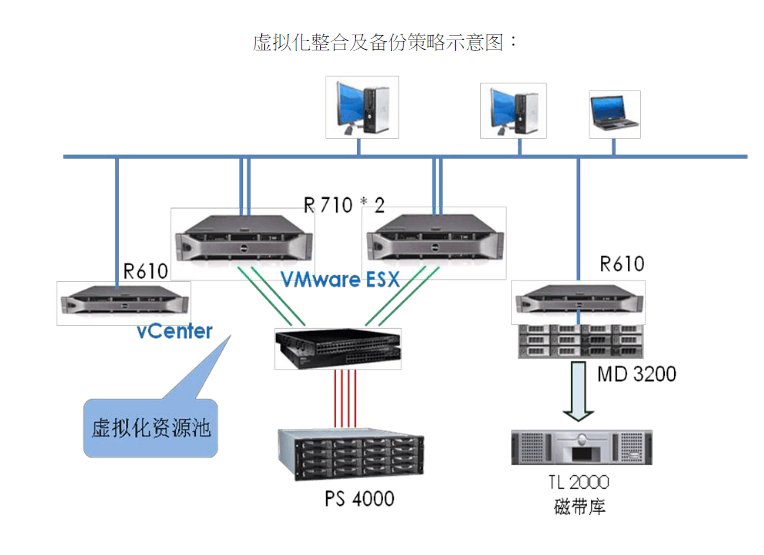 虚拟化整合及备份策略示意图：
R 710 * 2
R610
VMware ESX
R610
vCenter
MD 3200
虚拟化资源池
PS 4000
TL 2000
磁带库